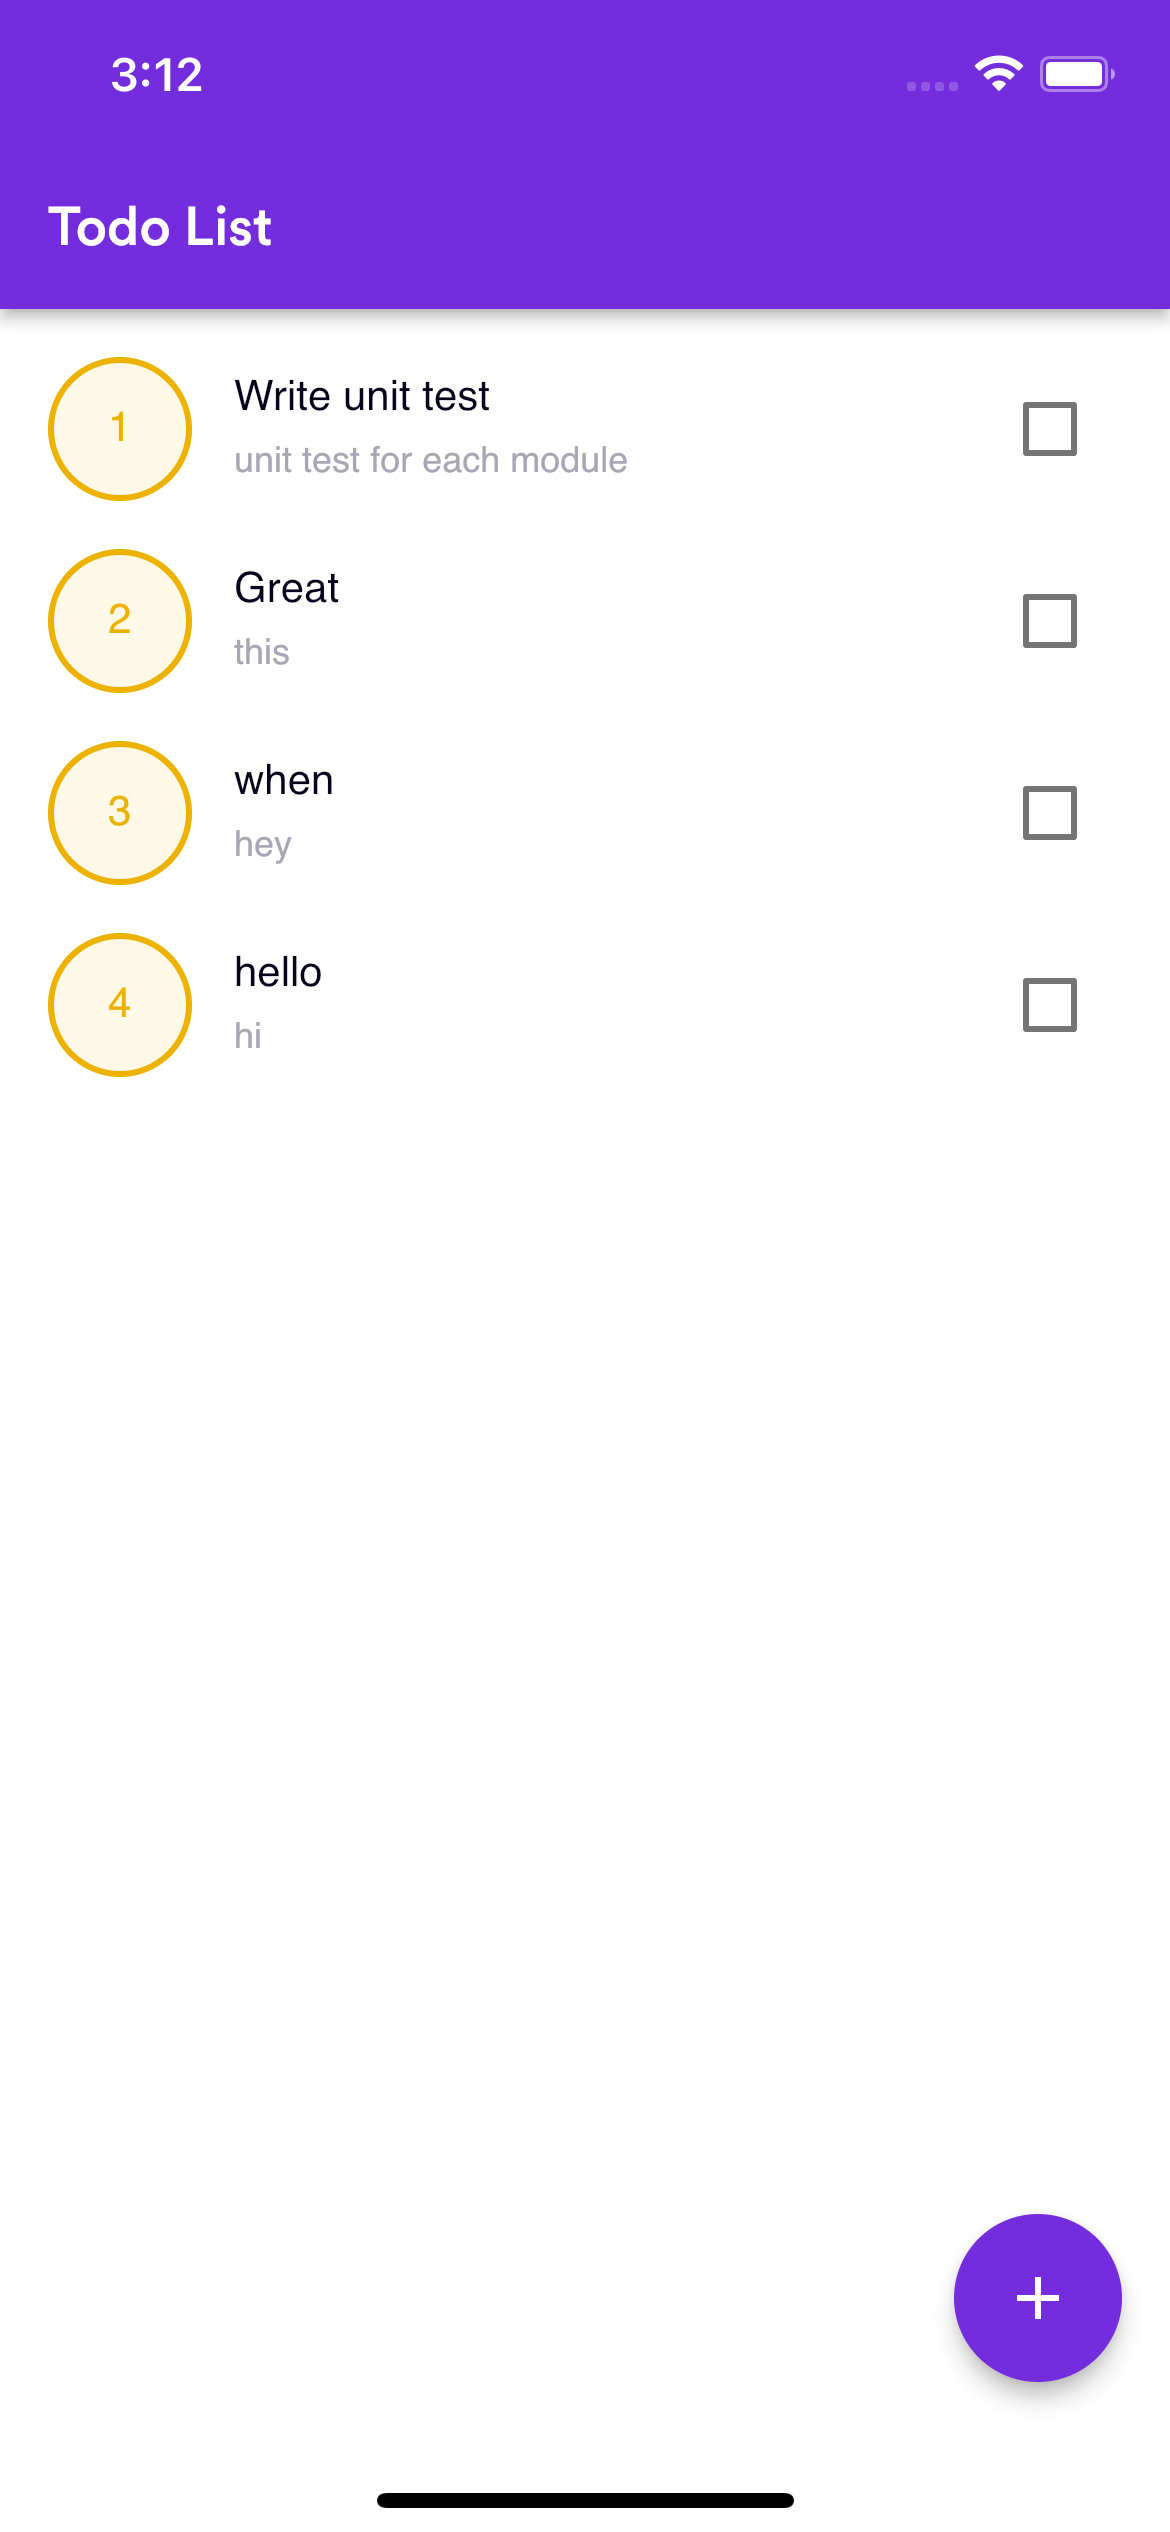 3:12
Todo List
1
Write unit test
unit test for each module
2
Great
this
3
when
hey
4
hello
hi
+